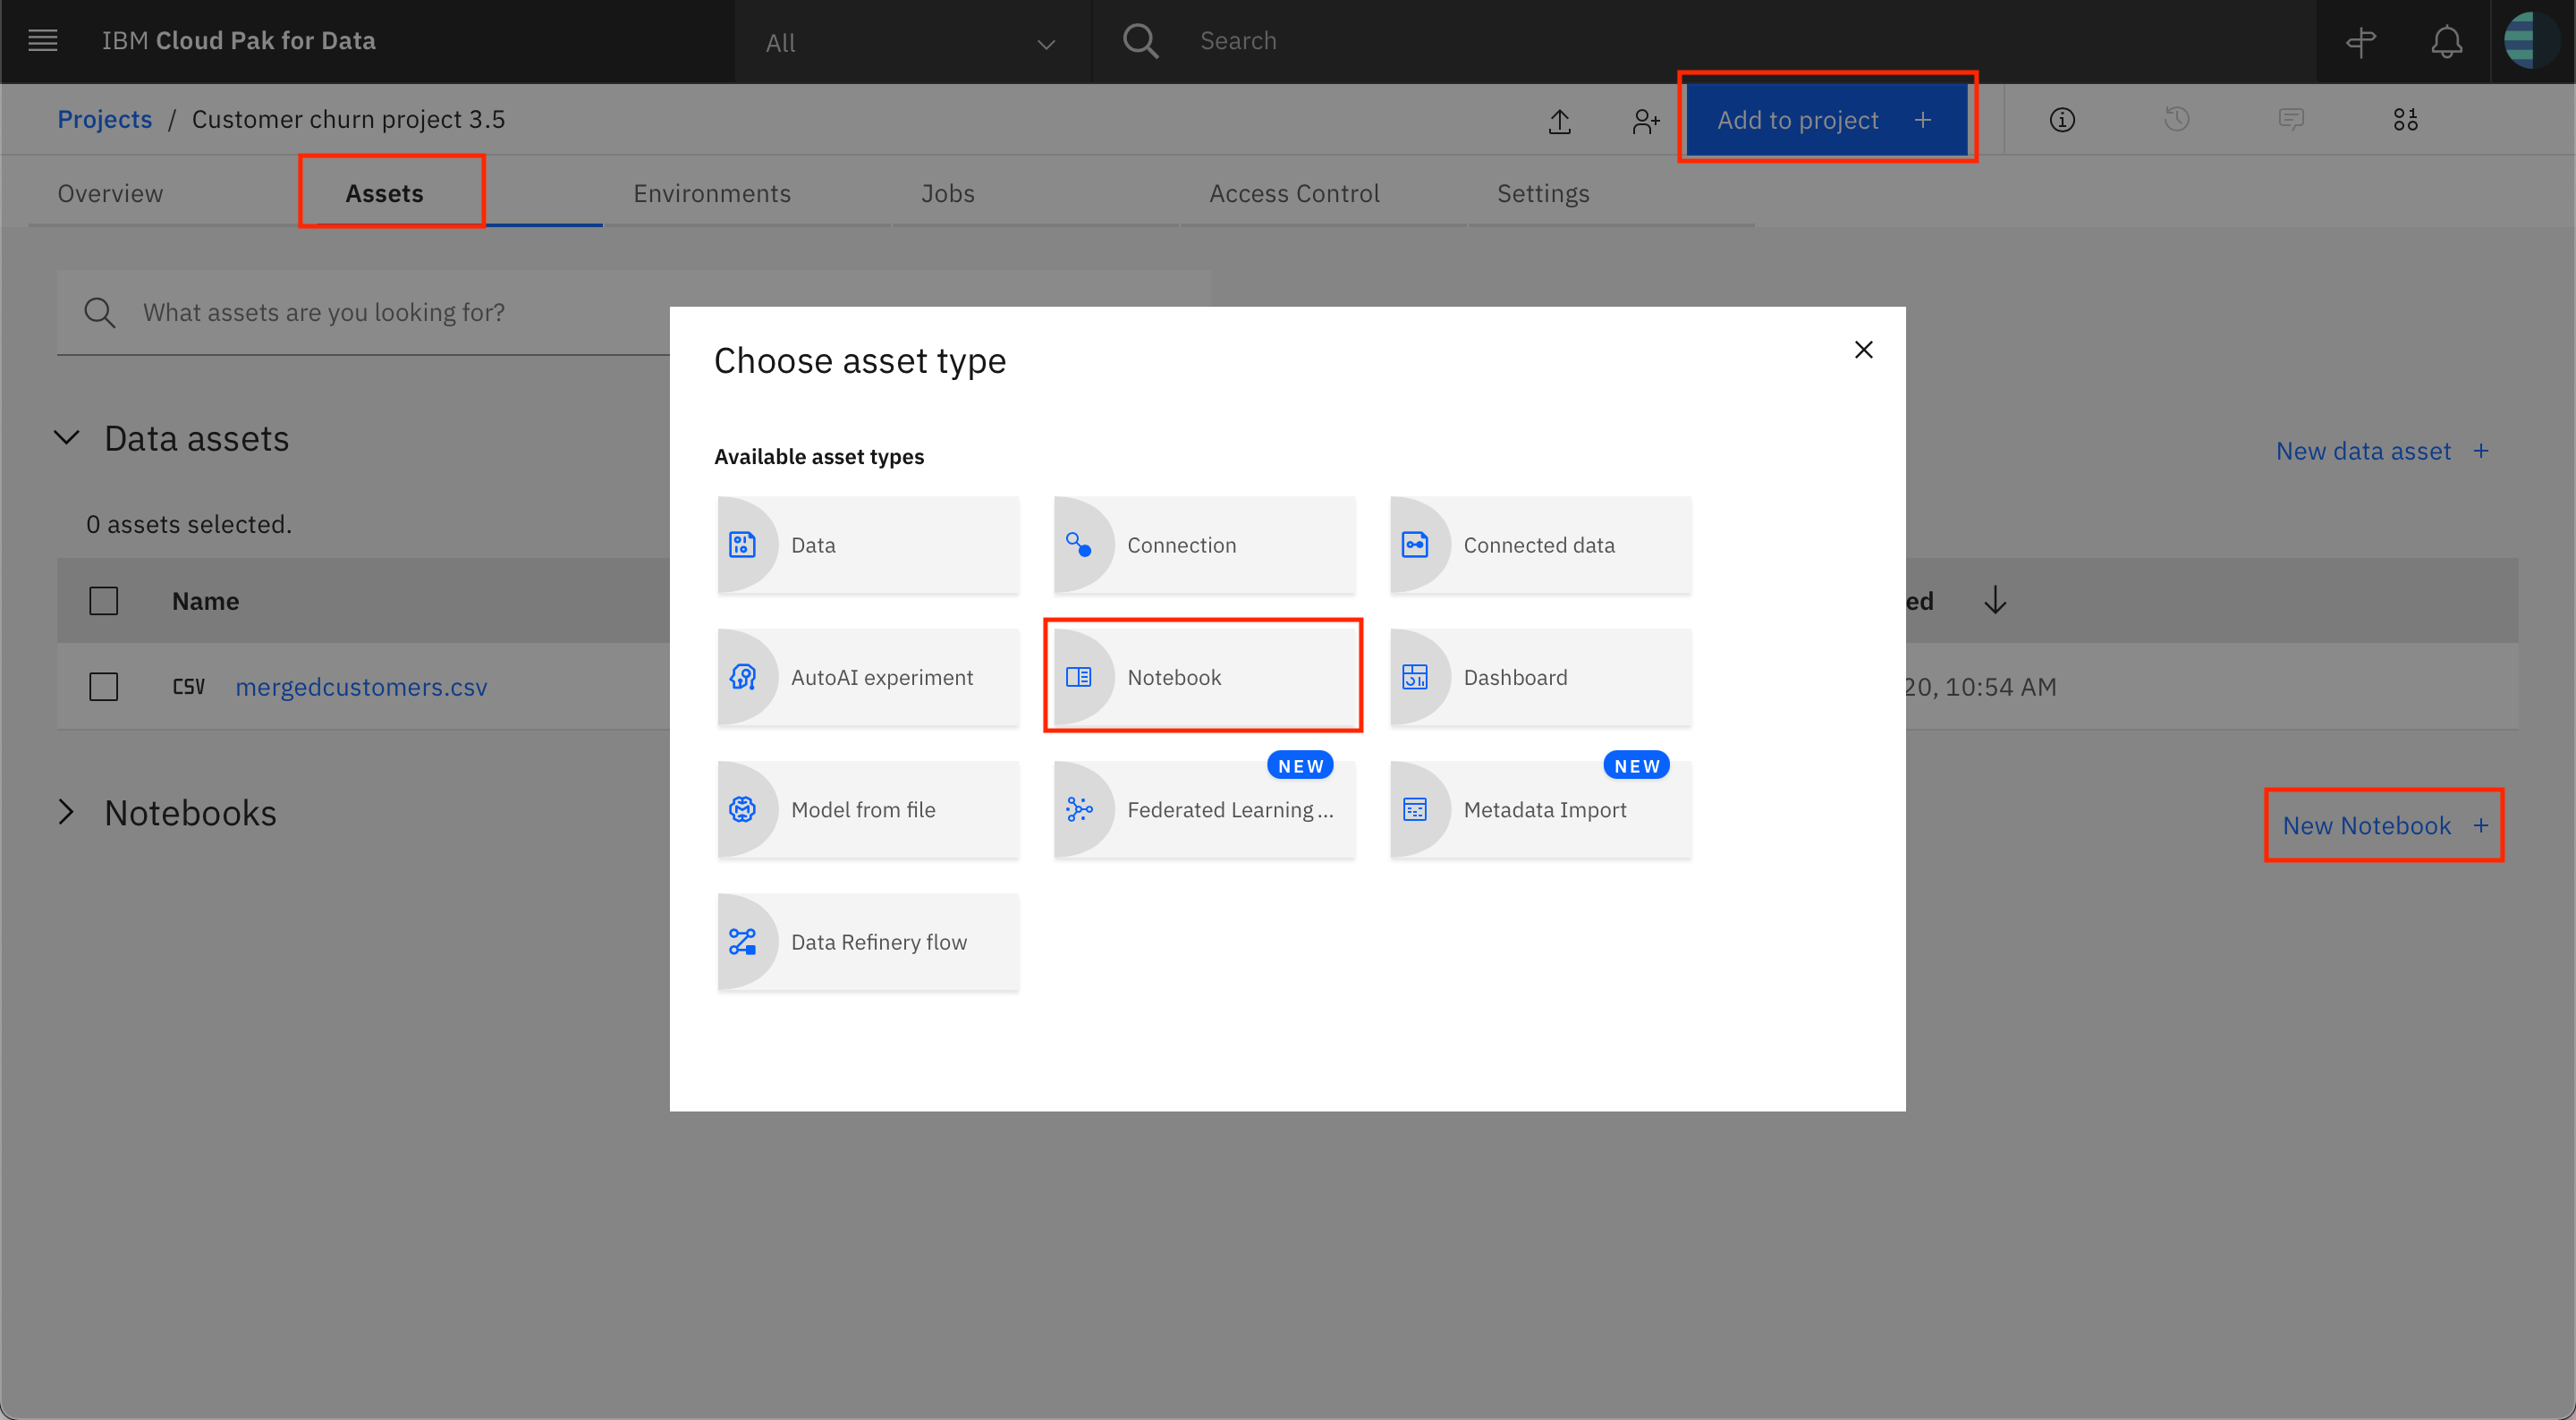 IBM Cloud Pak for Data
All
Search
Projects / Customer churn project 3.5
Add to project +
Overview
Assets
Environments
Jobs
Access Control
Settings
What assets are you looking for?
Choose asset type
Data assets
New data asset +
Available asset types
0 assets selected.
Data
Connection
Connected data
Name
ed
AutoAI experiment
Notebook
Dashboard
CSV mergedcustomers.csv
20, 10:54 AM
NEW
NEW
Model from file
Federated Learning ...
Metadata Import
Notebooks
New Notebook +
Data Refinery flow